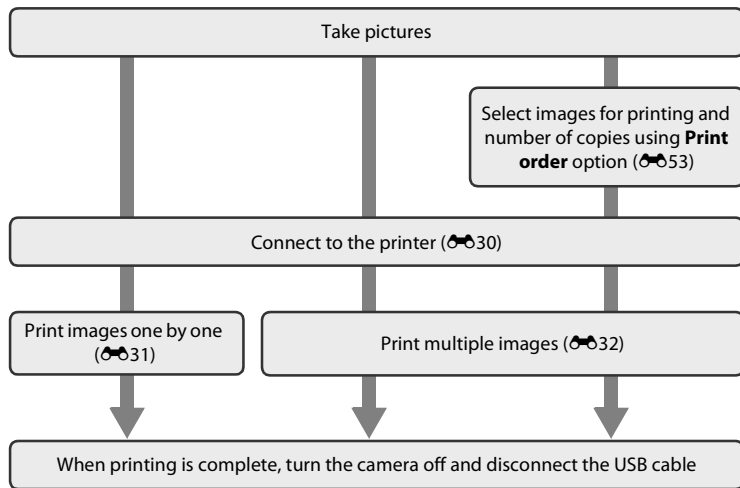 Take pictures
Select images for printing and
number of copies using Print
order option (53)
Connect to the printer (30)
Print images one by one
(31)
Print multiple images (32)
When printing is complete, turn the camera off and disconnect the USB cable